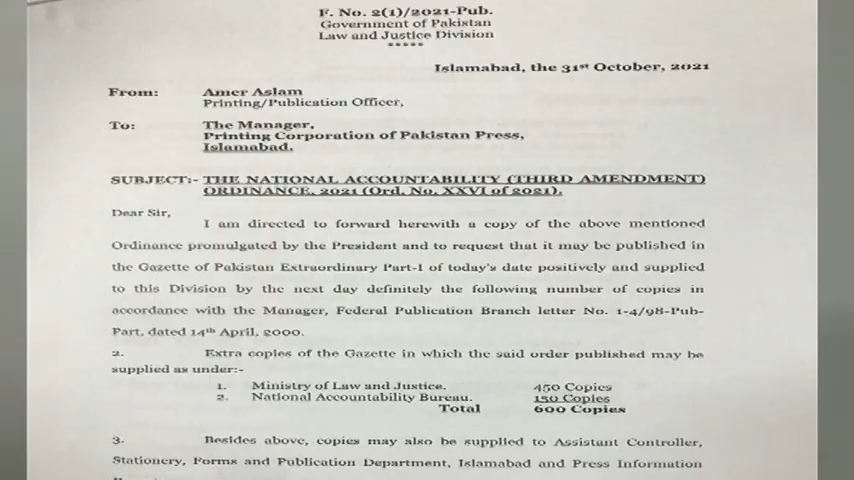 F. No. 2(1)/2021-Pub.
Government of Pakistan
Law and Justice Division
*****
Islamabad, the 31st October, 2021
From: Amer Aslam
Printing/Publication Officer,
To: The Manager,
Printing Corporation of Pakistan Press,
Islamabad.
SUBJECT:- THE NATIONAL ACCOUNTABILITY (THIRD AMENDMENT)
ORDINANCE, 2021 (Ord. No. XXVI of 2021).
Dear Sir,
I am directed to forward herewith a copy of the above mentioned
Ordinance promulgated by the President and to request that it may be published in
the Gazette of Pakistan Extraordinary Part-I of today's date positively and supplied
to this Division by the next day definitely the following number of copies in
accordance with the Manager, Federal Publication Branch letter No. 1-4/98-Pub-
Part, dated 14th April, 2000.
2. Extra copies of the Gazette in which the said order published may be
supplied as under:-
1. Ministry of Law and Justice. 450 Copies
2. National Accountability Bureau. 150 Copies
Total 600 Copies
3. Besides above, copies may also be supplied to Assistant Controller,
Stationery, Forms and Publication Department, Islamabad and Press Information